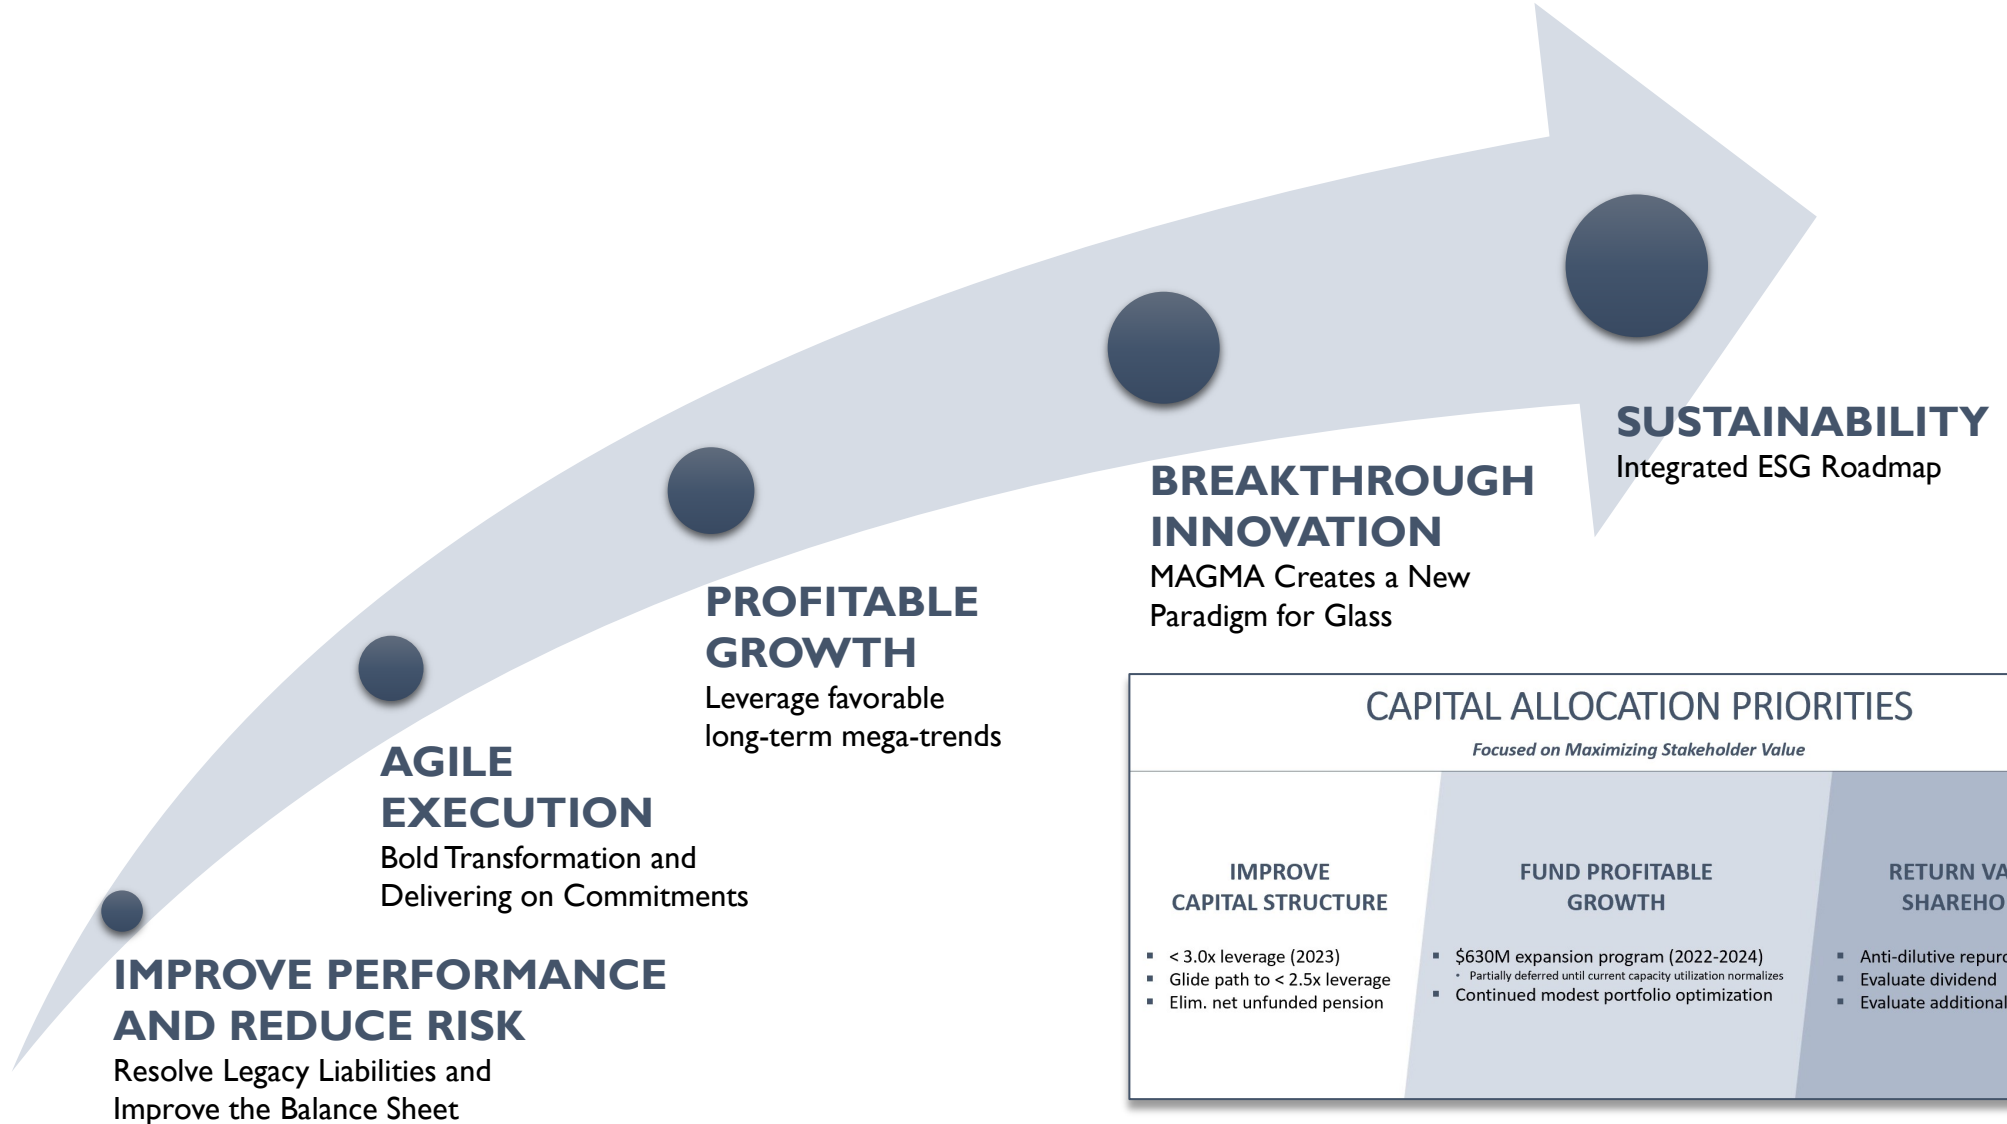 SUSTAINABILITY
Integrated ESG Roadmap
BREAKTHROUGH
INNOVATION
MAGMA Creates a New
Paradigm for Glass
PROFITABLE
GROWTH
Leverage favorable
long-term mega-trends
AGILE
EXECUTION
Bold Transformation and
Delivering on Commitments
IMPROVE PERFORMANCE
AND REDUCE RISK
Resolve Legacy Liabilities and
Improve the Balance Sheet
CAPITAL ALLOCATION PRIORITIES
Focused on Maximizing Stakeholder Value
IMPROVE
CAPITAL STRUCTURE
▪ < 3.0x leverage (2023)
▪ Glide path to < 2.5x leverage
▪ Elim. net unfunded pension
FUND PROFITABLE
GROWTH
▪ $630M expansion program (2022-2024)
• Partially deferred until current capacity utilization normalizes
▪ Continued modest portfolio optimization
RETURN
▪ Anti-dilutive
▪ Evaluate dividend
▪ Evaluate additional